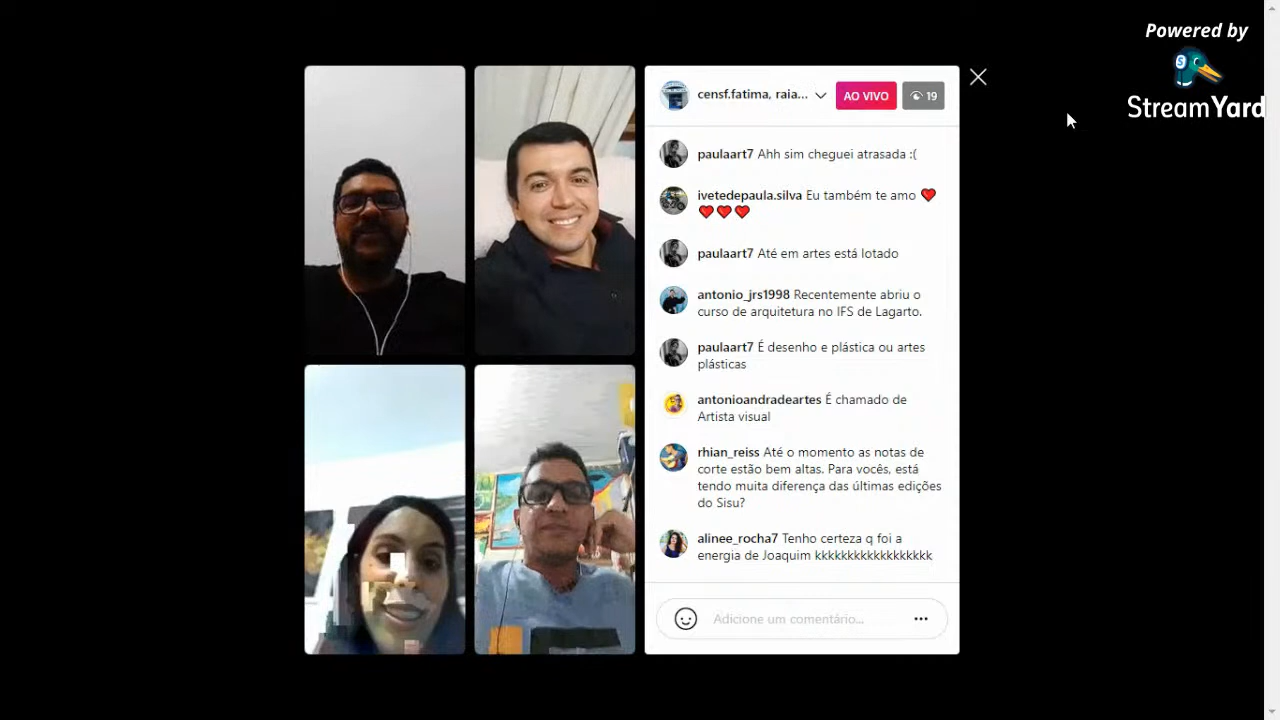 Powered by
StreamYard
censf.fatima, raia...
AO VIVO
19
paulaart7 Ahh sim cheguei atrasada :(
ivetedepaula.silva Eu também te amo ❤
❤❤❤
paulaart7 Até em artes está lotado
antonio_jrs1998 Recentemente abriu o
curso de arquitetura no IFS de Lagarto.
paulaart7 É desenho e plástica ou artes
plásticas
antonioandradeartes É chamado de
Artista visual
rhian_reiss Até o momento as notas de
corte estão bem altas. Para vocês, está
tendo muita diferença das últimas edições
do Sisu?
alinee_rocha7 Tenho certeza q foi a
energia de Joaquim kkkkkkkkkkkkkkkkkk
Adicione um comentário...